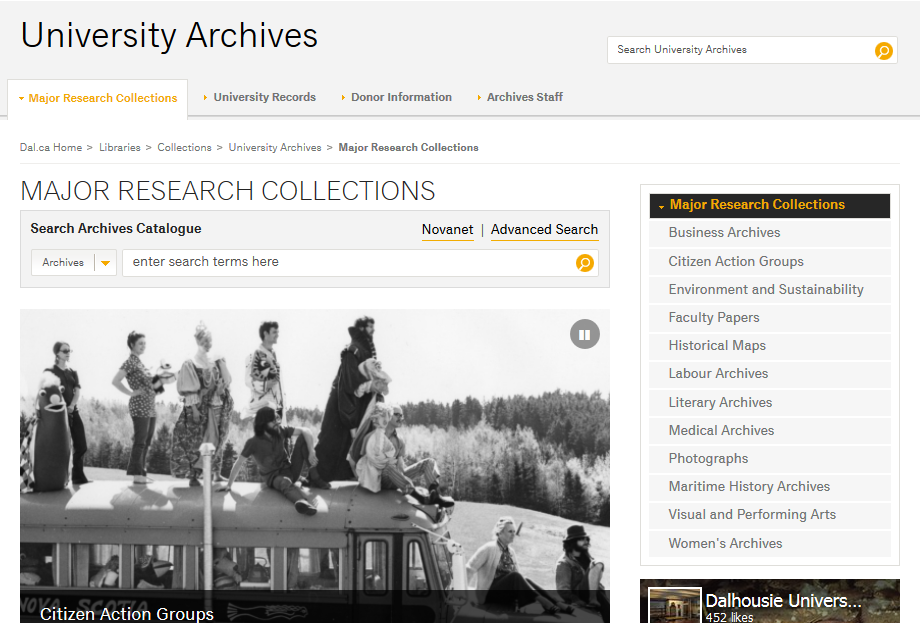 University Archives
Search University Archives
Major Research Collections
University Records
Donor Information
Archives Staff
Dal.ca Home > Libraries > Collections > University Archives > Major Research Collections
MAJOR RESEARCH COLLECTIONS
Search Archives Catalogue
Novanet | Advanced Search
Archives
enter search terms here
NOVA SCOTIA
Citizen Action Groups
Major Research Collections
Business Archives
Citizen Action Groups
Environment and Sustainability
Faculty Papers
Historical Maps
Labour Archives
Literary Archives
Medical Archives
Photographs
Maritime History Archives
Visual and Performing Arts
Women's Archives
Dalhousie Univers...
452 likes